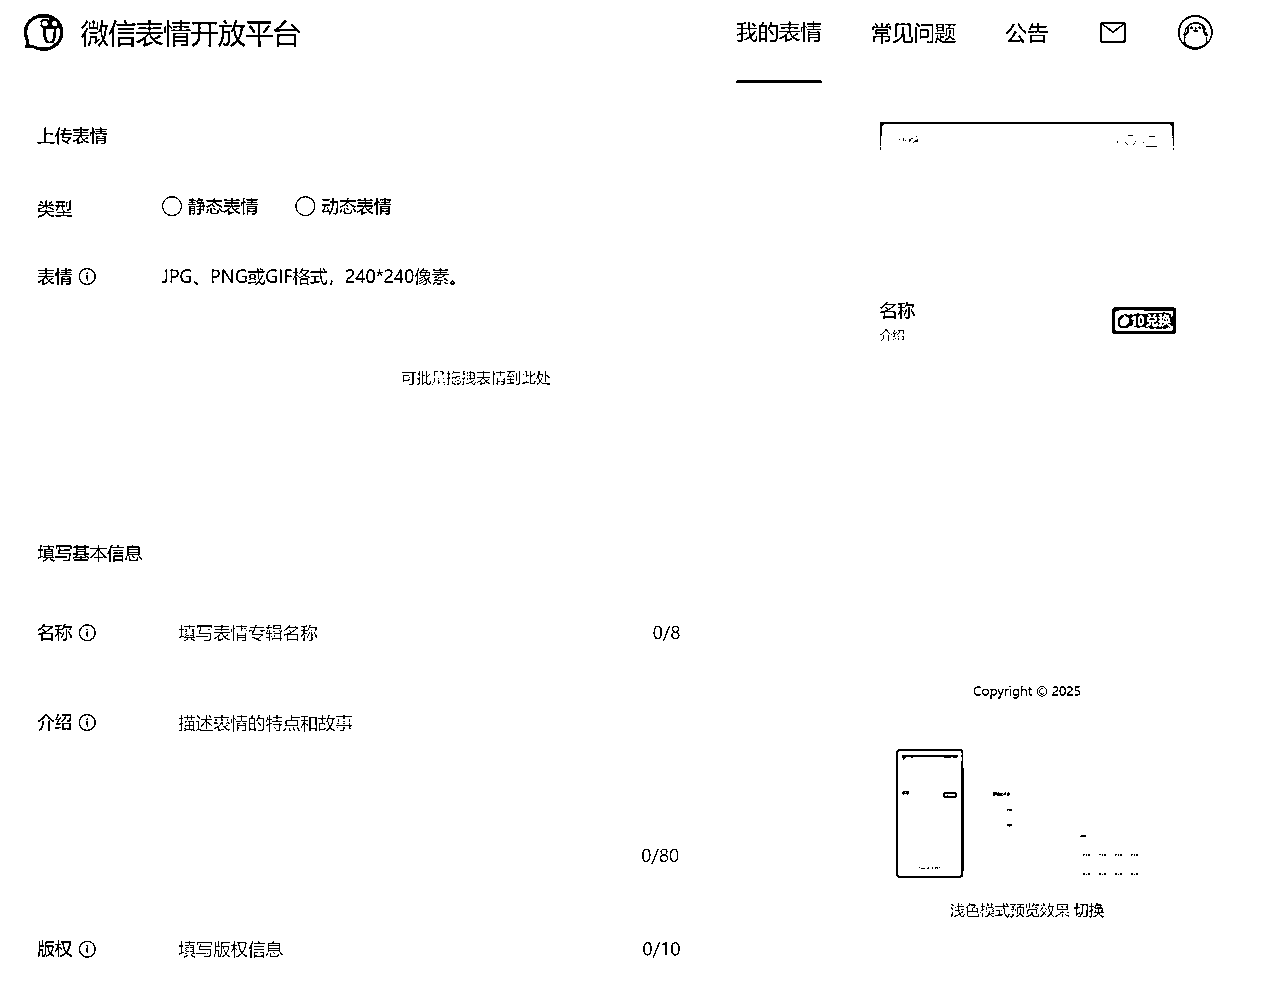 微信表情开放平台
我的表情
常见问题
公告
上传表情
类型
静态表情
动态表情
表情
JPG、PNG或GIF格式，240*240像素。
可批量拖拽表情到此处
名称
介绍
10兑换
填写基本信息
名称
填写表情专辑名称
0/8
介绍
描述表情的特点和故事
0/80
版权
填写版权信息
0/10
Copyright © 2025
浅色模式预览效果 切换